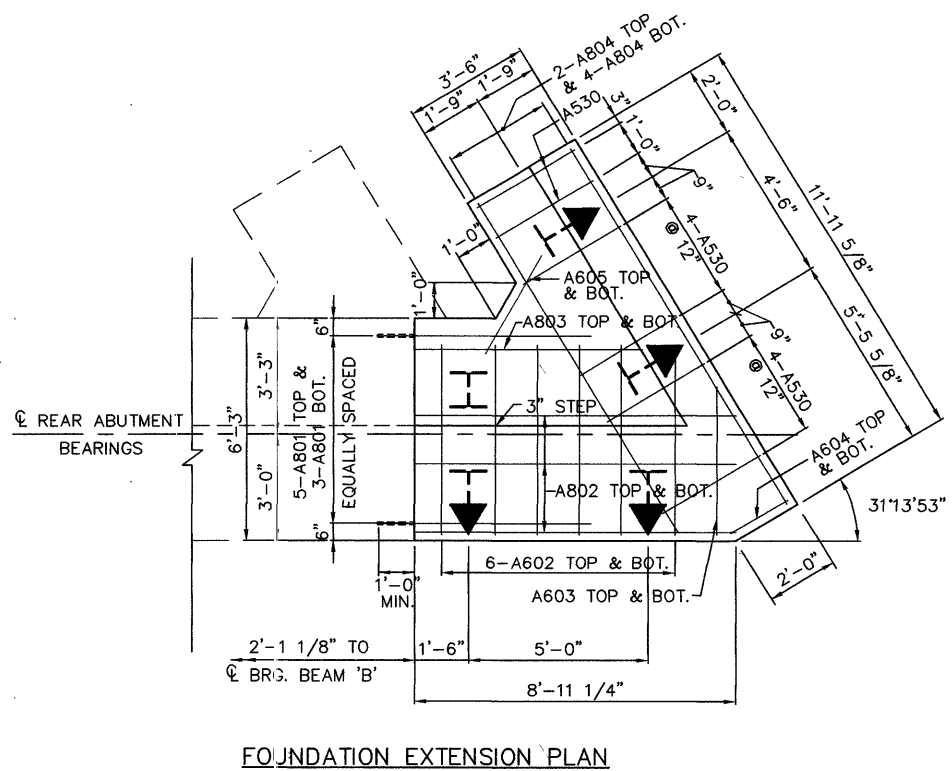 3'-6"
1'-9"
1'-9"
2-A804 TOP
& 4-A804 BOT.
A530
3"
1'-0"
9"
4-A530
@ 12"
9"
4-A530
@ 12"
2'-0"
4'-6"
5'-5 5/8"
11'-11 5/8"
1'-0"
1'-0"
A605 TOP
& BOT.
A803 TOP & BOT.
3" STEP
A802 TOP & BOT.
A604 TOP
& BOT.
31°13'53"
2'-0"
℄ REAR ABUTMENT
BEARINGS
6'-3"
3'-3"
3'-0"
5-A801 TOP &
3-A801 BOT.
EQUALLY SPACED
6"
6"
1'-0"
MIN.
6-A602 TOP & BOT.
A603 TOP & BOT.
2'-1 1/8" TO
℄ BRG. BEAM 'B'
1'-6"
5'-0"
8'-11 1/4"
FOUNDATION EXTENSION PLAN